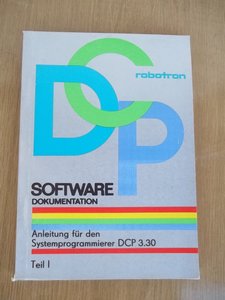 robotron
DCP
SOFTWARE
DOKUMENTATION
Anleitung für den
Systemprogrammierer DCP 3.30
Teil I